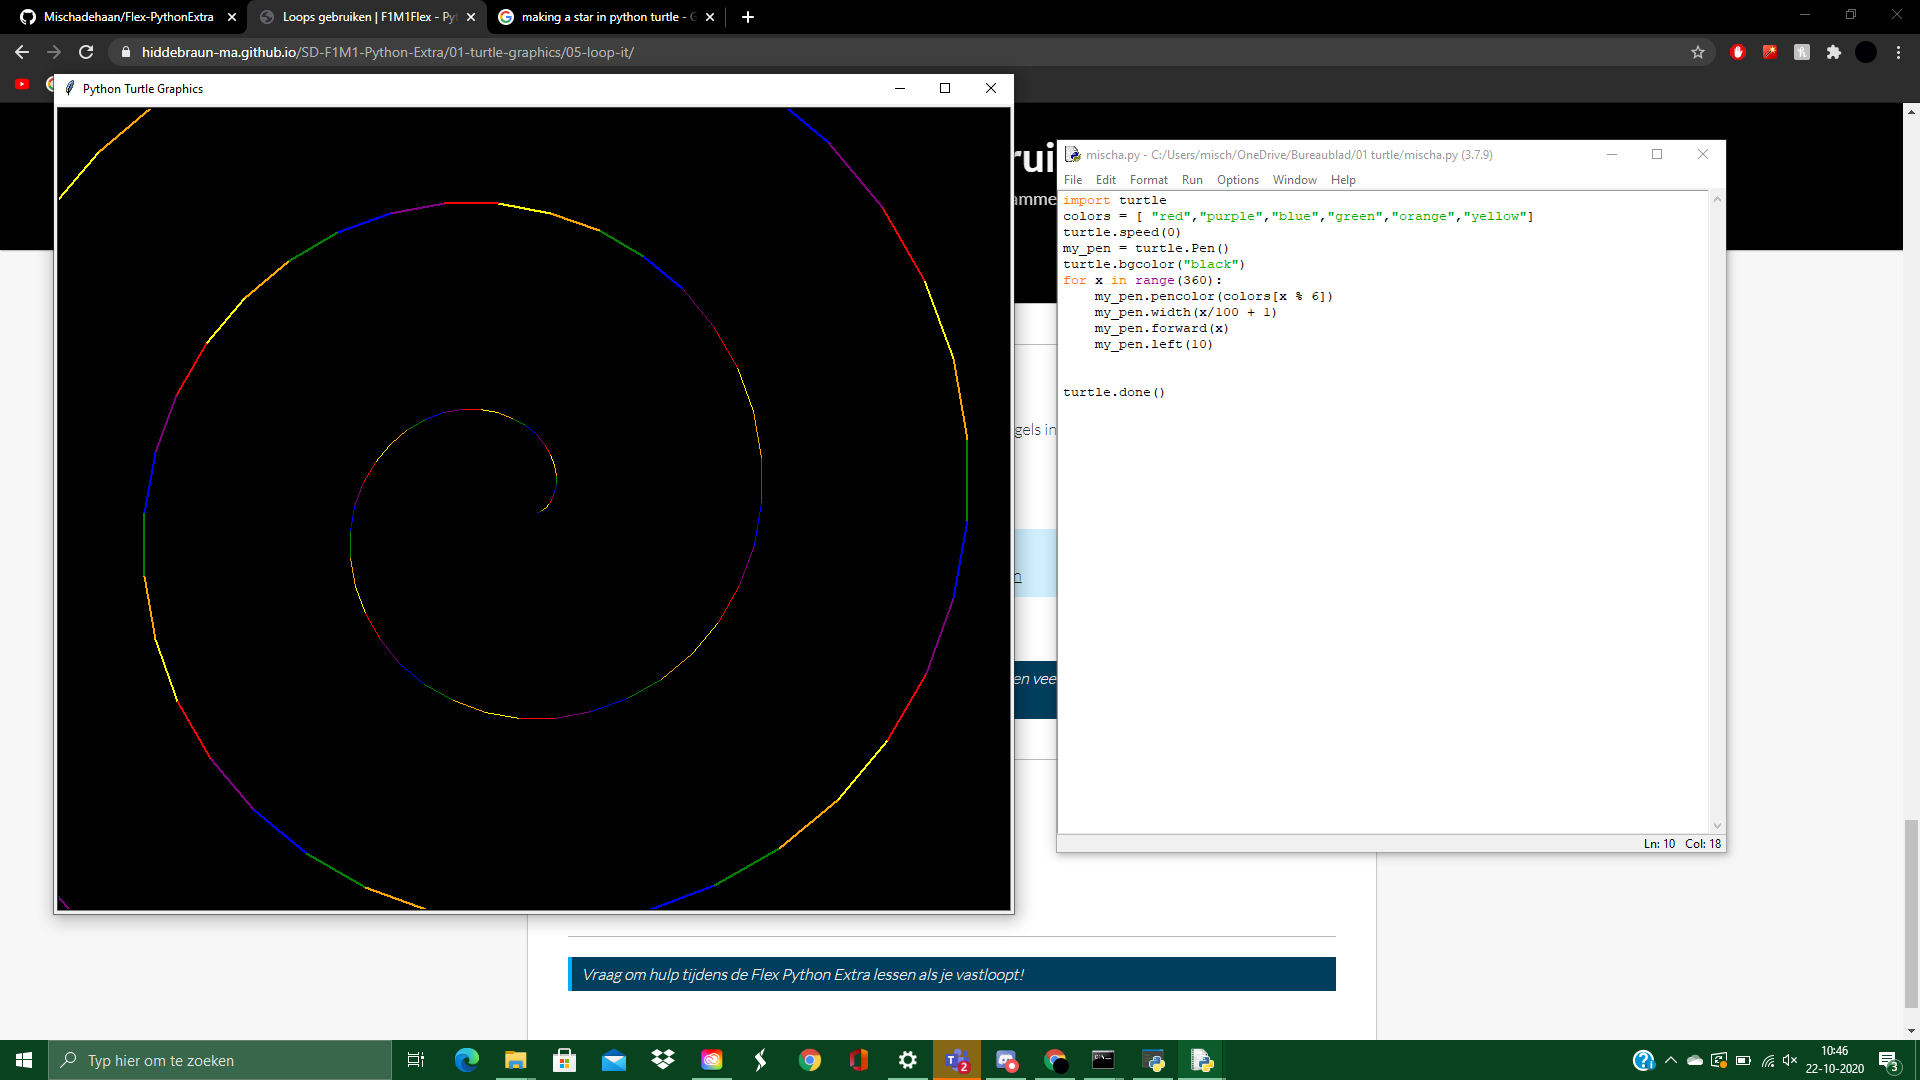 Mischadehaan/Flex-PythonExtra
Loops gebruiken | F1M1Flex - Pyt
making a star in python turtle - G
hiddebraun-ma.github.io/SD-F1M1-Python-Extra/01-turtle-graphics/05-loop-it/
Python Turtle Graphics
rui
amme
mischa.py - C:/Users/misch/OneDrive/Bureaublad/01 turtle/mischa.py (3.7.9)
File Edit Format Run Options Window Help
import turtle
colors = [ "red","purple","blue","green","orange","yellow"]
turtle.speed(0)
my_pen = turtle.Pen()
turtle.bgcolor("black")
for x in range(360):
    my_pen.pencolor(colors[x % 6])
    my_pen.width(x/100 + 1)
    my_pen.forward(x)
    my_pen.left(10)
turtle.done()
gels in
n
en vee
Ln: 10 Col: 18
Vraag om hulp tijdens de Flex Python Extra lessen als je vastloopt!
Typ hier om te zoeken
2
10:46
22-10-2020
3